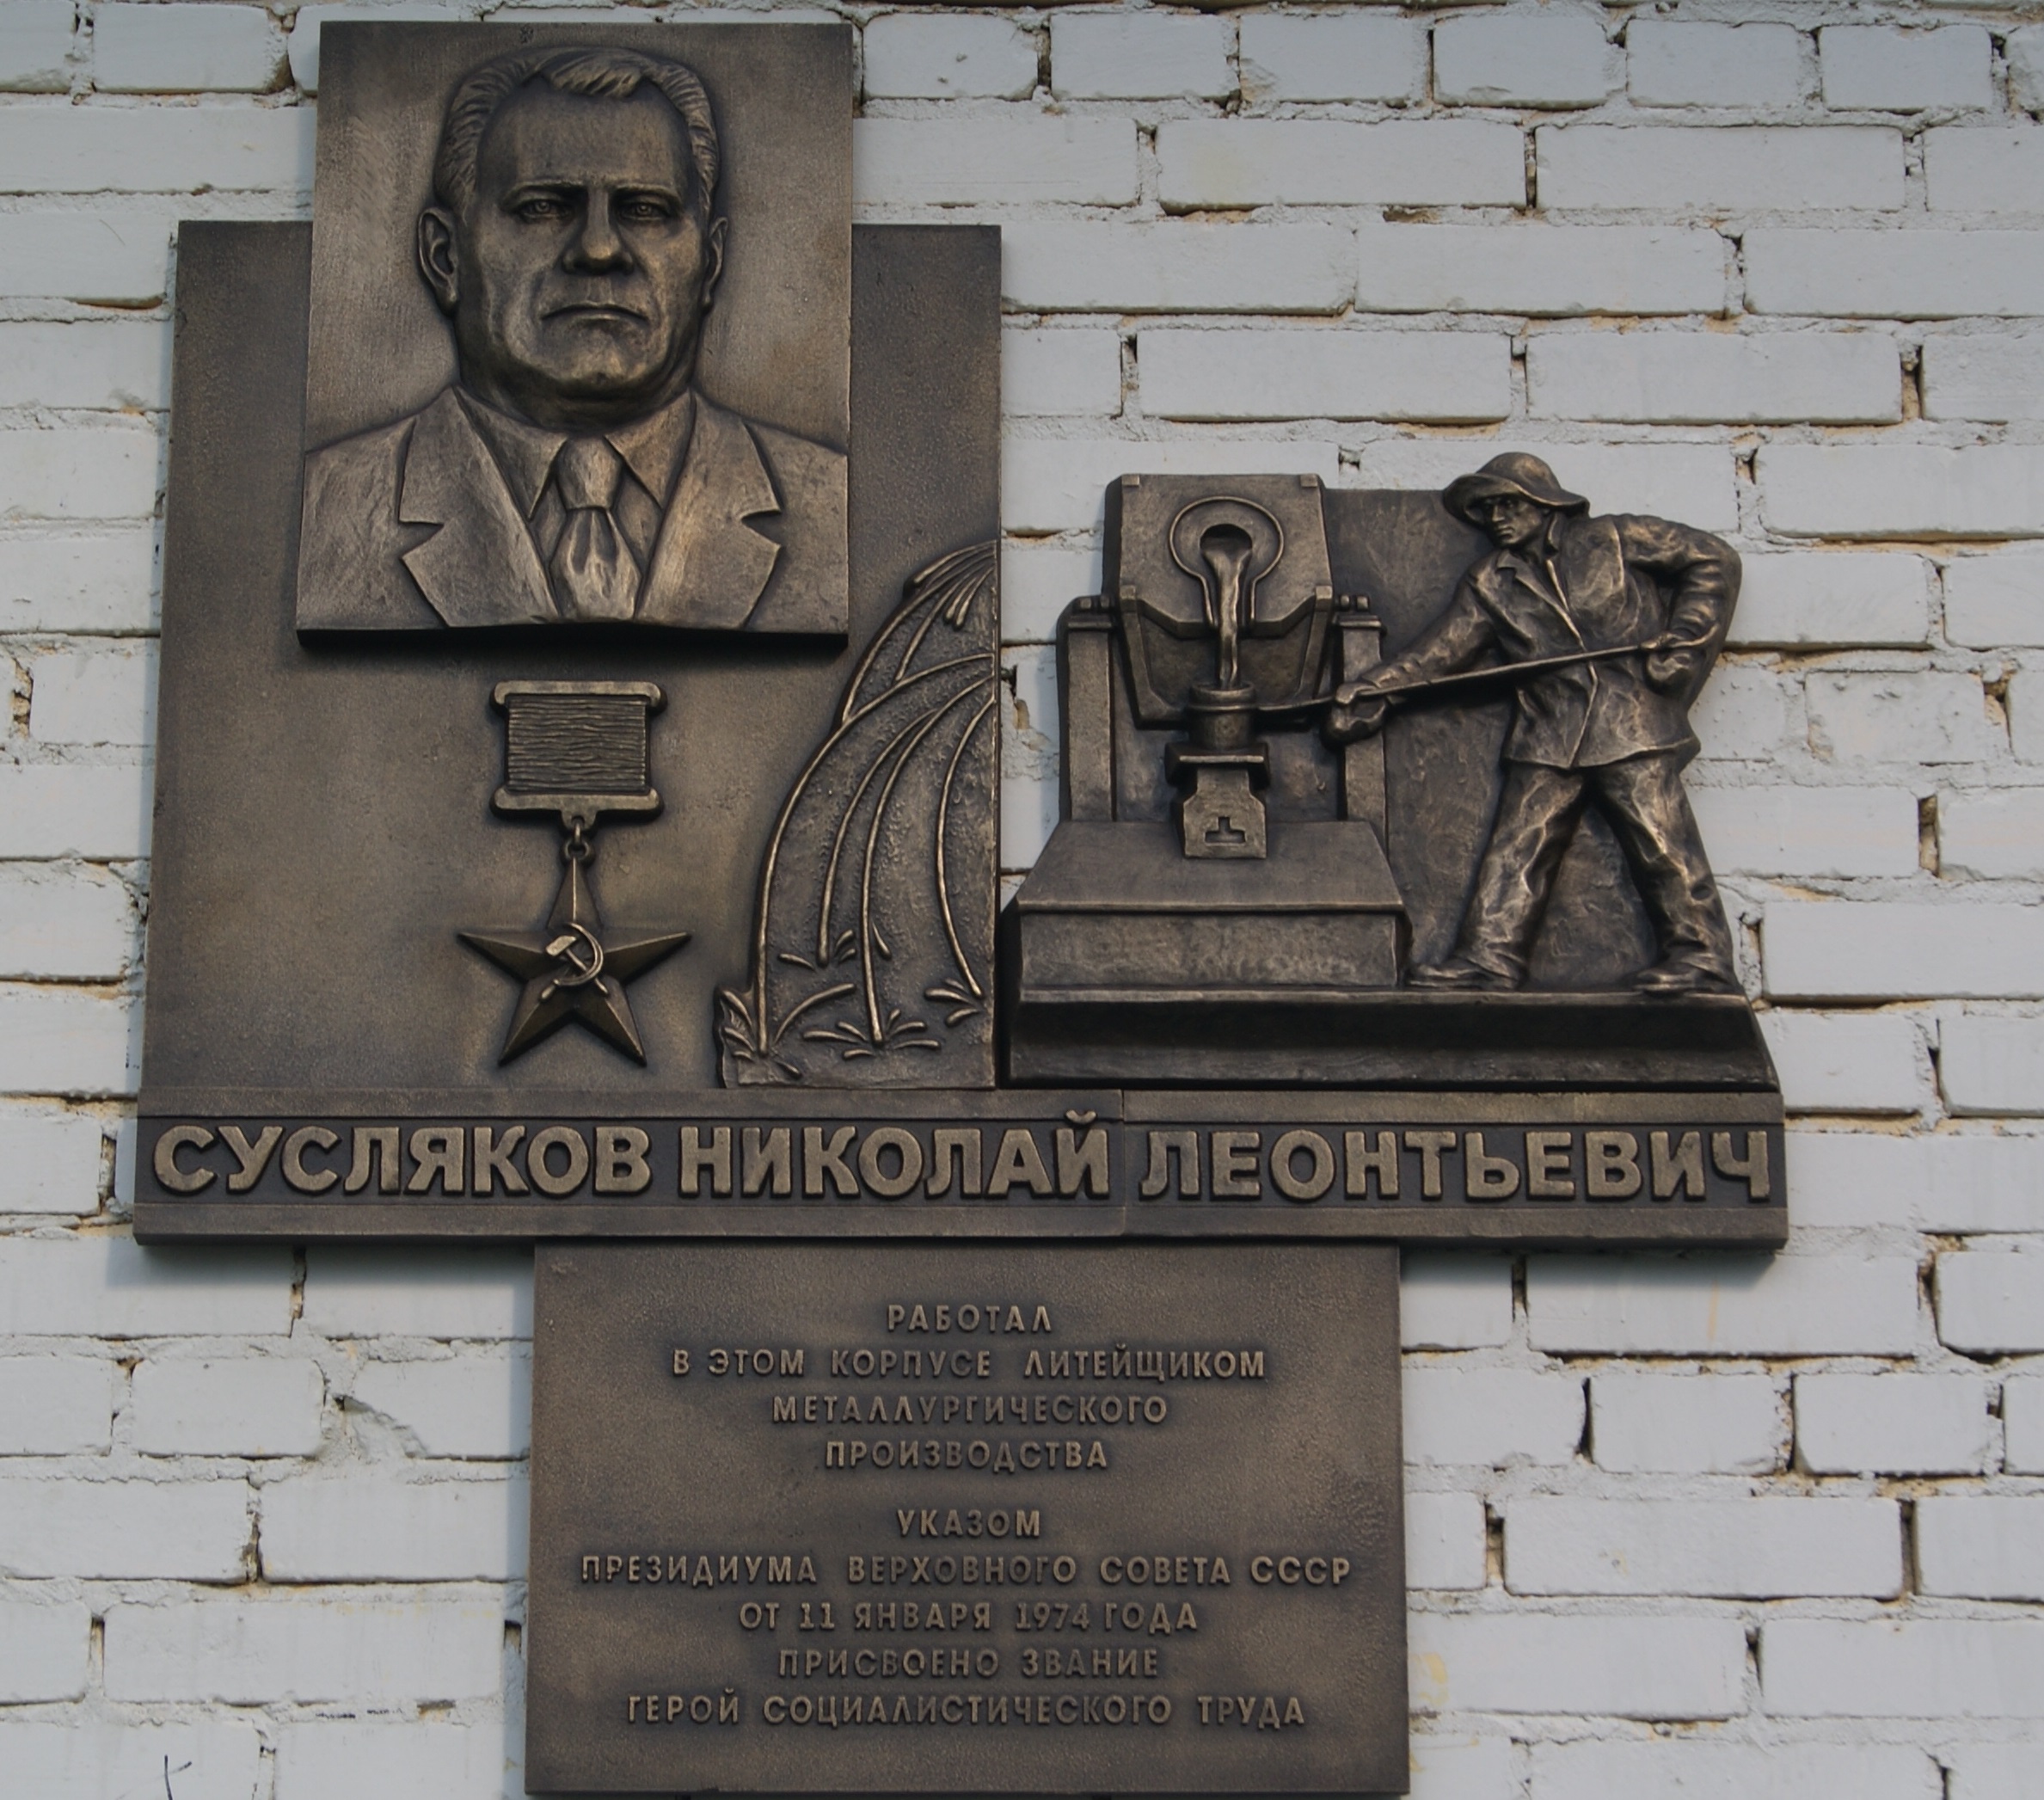 СУСЛЯКОВ НИКОЛАЙ ЛЕОНТЬЕВИЧ
РАБОТАЛ
В ЭТОМ КОРПУСЕ ЛИТЕЙЩИКОМ
МЕТАЛЛУРГИЧЕСКОГО
ПРОИЗВОДСТВА
УКАЗОМ
ПРЕЗИДИУМА ВЕРХОВНОГО СОВЕТА СССР
ОТ 11 ЯНВАРЯ 1974 ГОДА
ПРИСВОЕНО ЗВАНИЕ
ГЕРОЙ СОЦИАЛИСТИЧЕСКОГО ТРУДА